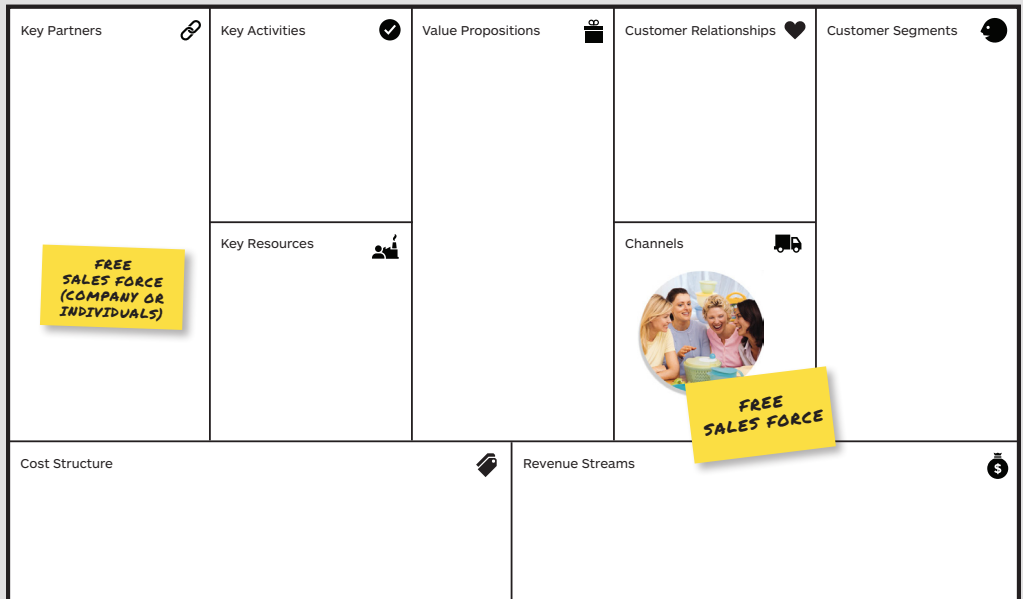 Key Partners
Key Activities
Value Propositions
Customer Relationships
Customer Segments
FREE
SALES FORCE
(COMPANY OR
INDIVIDUALS)
Key Resources
Channels
FREE
SALES FORCE
Cost Structure
Revenue Streams
$